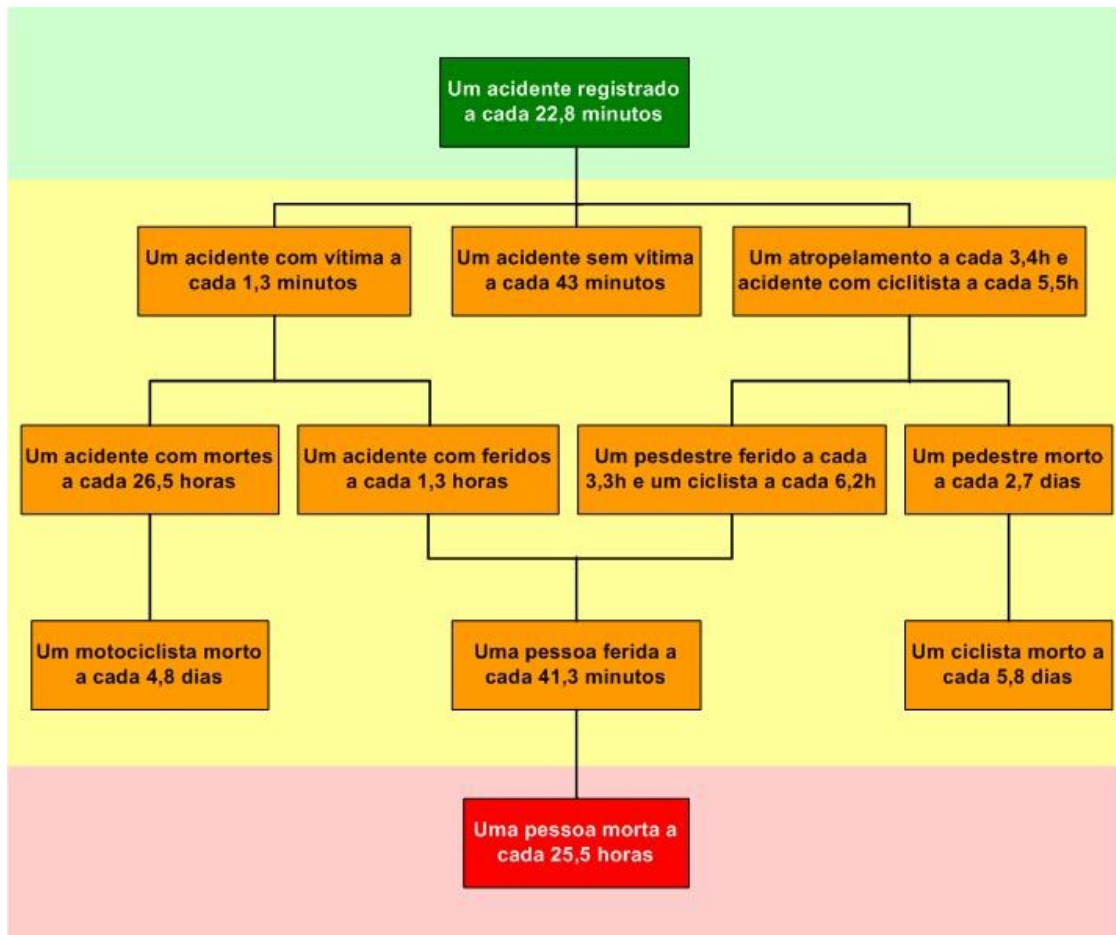 Um acidente registrado
a cada 22,8 minutos
Um acidente com vítima a
cada 1,3 minutos
Um acidente sem vítima
a cada 43 minutos
Um atropelamento a cada 3,4h e
acidente com ciclitista a cada 5,5h
Um acidente com mortes
a cada 26,5 horas
Um acidente com feridos
a cada 1,3 horas
Um pesdestre ferido a cada
3,3h e um ciclista a cada 6,2h
Um pedestre morto
a cada 2,7 dias
Um motociclista morto
a cada 4,8 dias
Uma pessoa ferida a
cada 41,3 minutos
Um ciclista morto a
cada 5,8 dias
Uma pessoa morta a
cada 25,5 horas